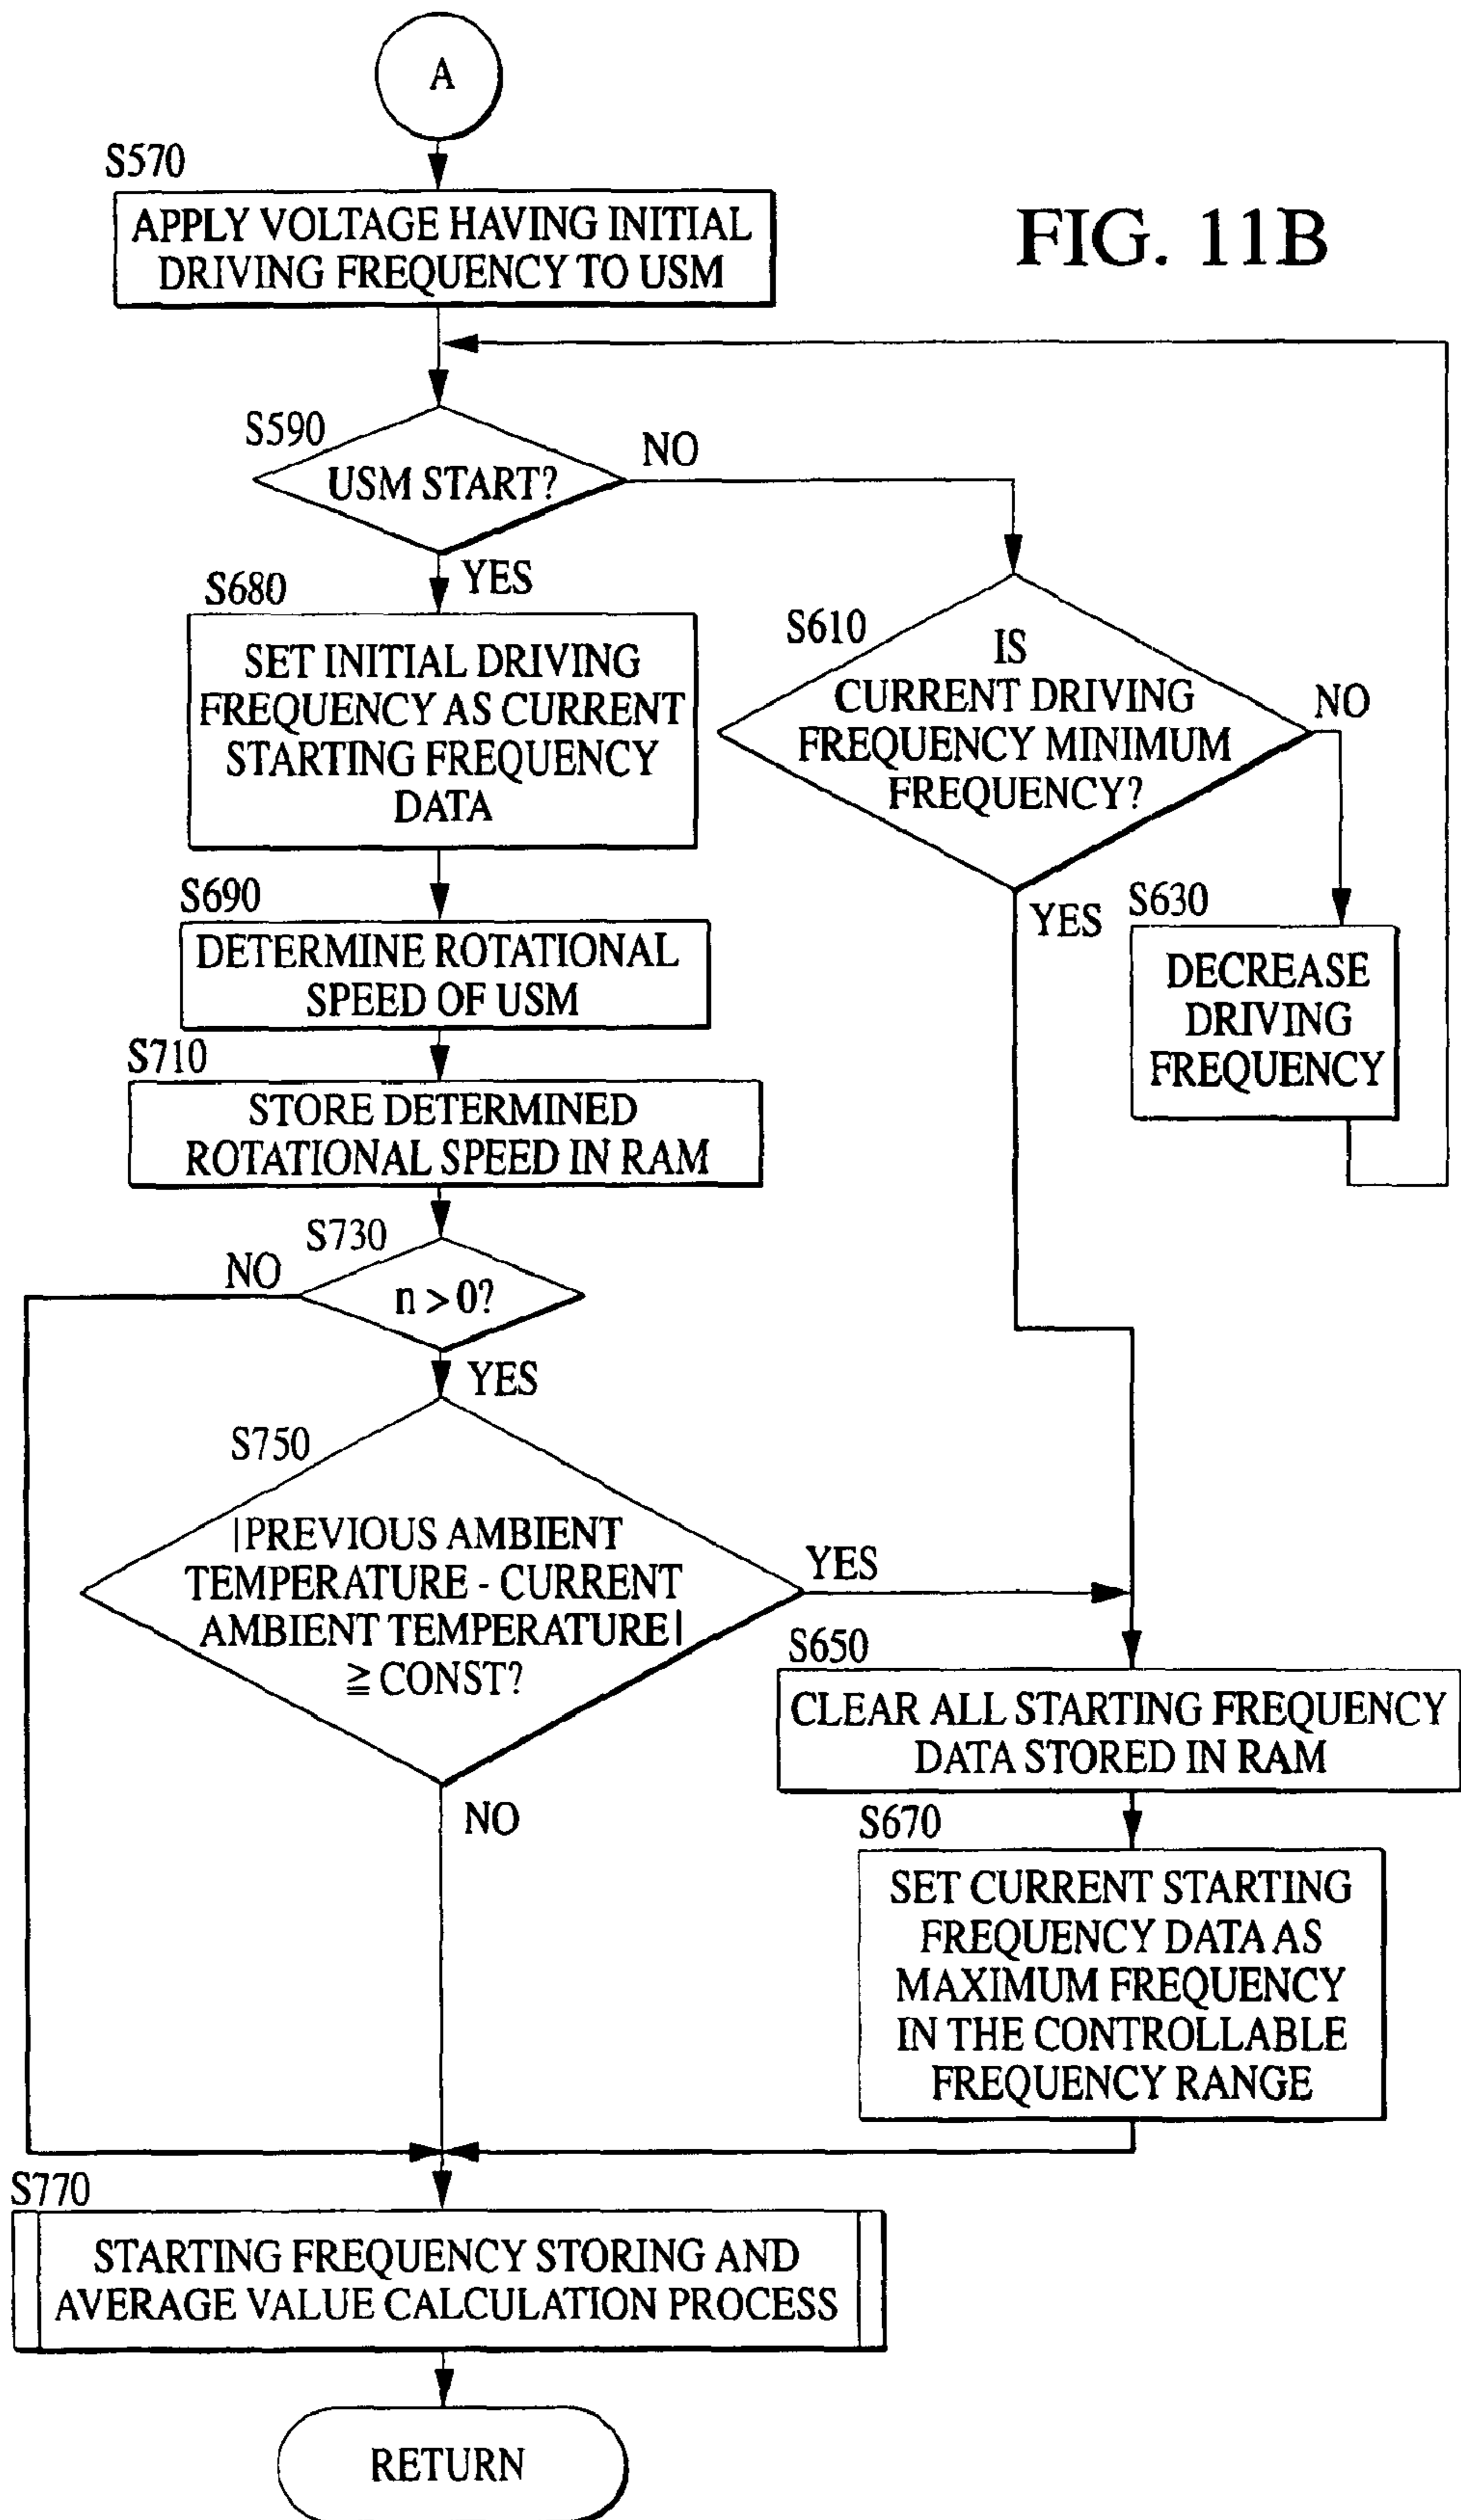 A
S570
APPLY VOLTAGE HAVING INITIAL
DRIVING FREQUENCY TO USM
FIG. 11B
S590
USM START?
NO
YES
S680
SET INITIAL DRIVING
FREQUENCY AS CURRENT
STARTING FREQUENCY
DATA
S610
IS
CURRENT DRIVING
FREQUENCY MINIMUM
FREQUENCY?
NO
YES
S630
DECREASE
DRIVING
FREQUENCY
S690
DETERMINE ROTATIONAL
SPEED OF USM
S710
STORE DETERMINED
ROTATIONAL SPEED IN RAM
S730
NO
n > 0?
YES
S750
|PREVIOUS AMBIENT
TEMPERATURE - CURRENT
AMBIENT TEMPERATURE|
≧ CONST?
YES
NO
S650
CLEAR ALL STARTING FREQUENCY
DATA STORED IN RAM
S670
SET CURRENT STARTING
FREQUENCY DATA AS
MAXIMUM FREQUENCY
IN THE CONTROLLABLE
FREQUENCY RANGE
S770
STARTING FREQUENCY STORING AND
AVERAGE VALUE CALCULATION PROCESS
RETURN